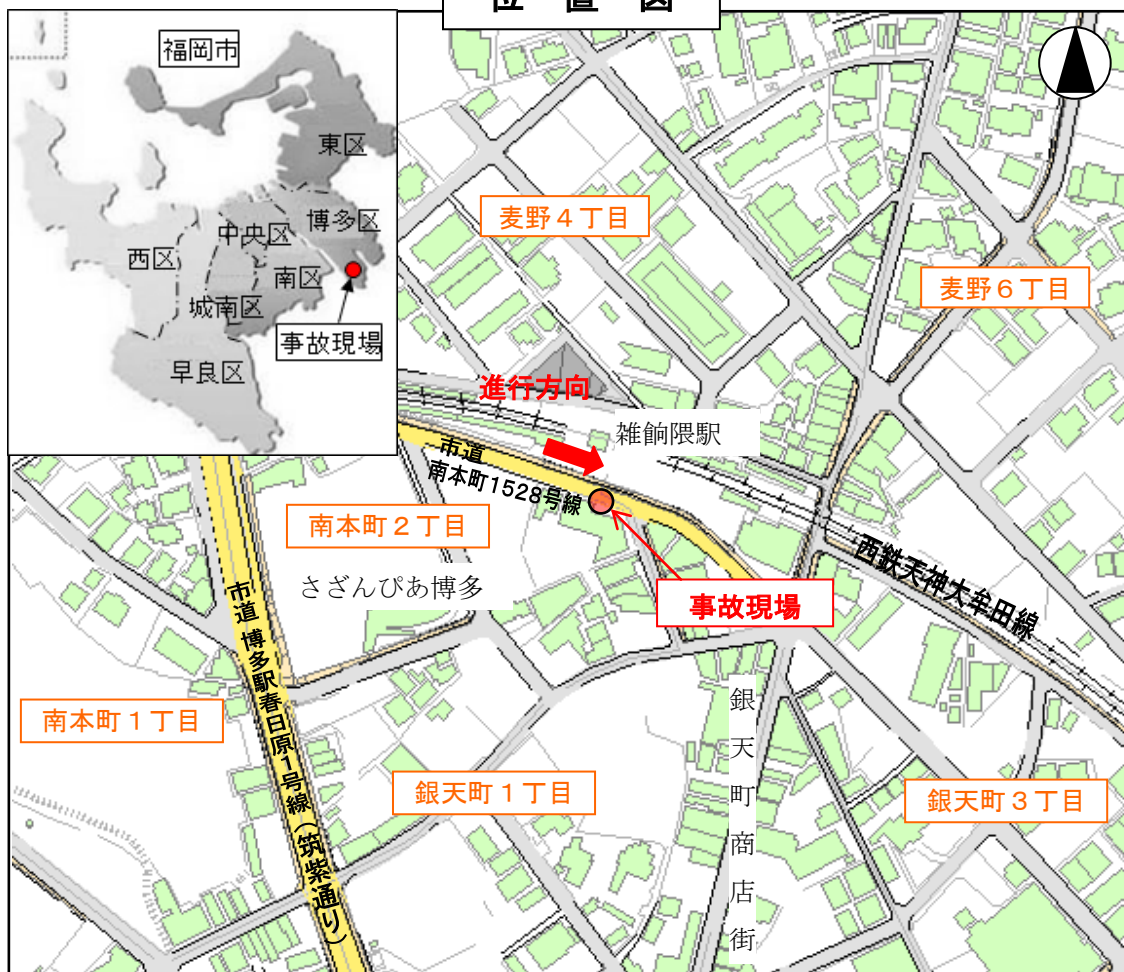 位置図
福岡市
東区
博多区
中央区
西区
南区
城南区
事故現場
早良区
麦野4丁目
麦野6丁目
進行方向
雑餉隈駅
市道
南本町1528号線
南本町2丁目
さざんぴあ博多
事故現場
西鉄天神大牟田線
市道 博多駅春日原1号線(筑紫通り)
南本町1丁目
銀天町1丁目
銀天町商店街
銀天町3丁目